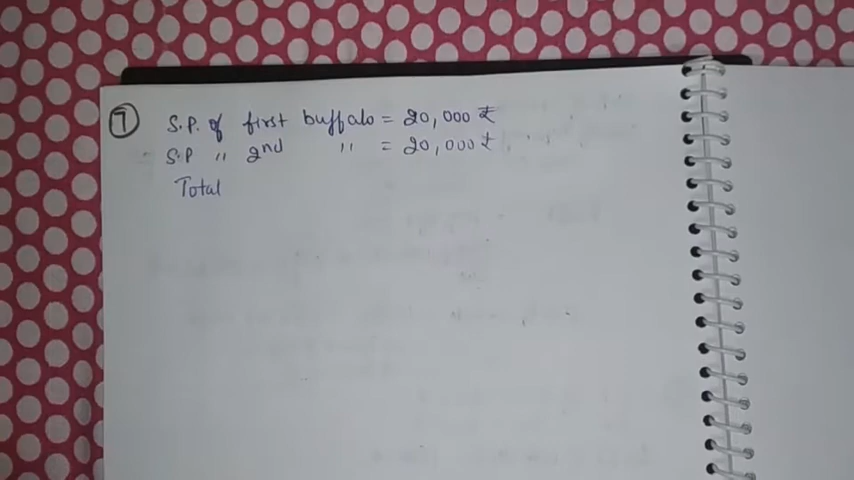 7 S.P. of first buffalo = 20,000 ₹
S.P " 2nd " = 20,000 ₹
Total